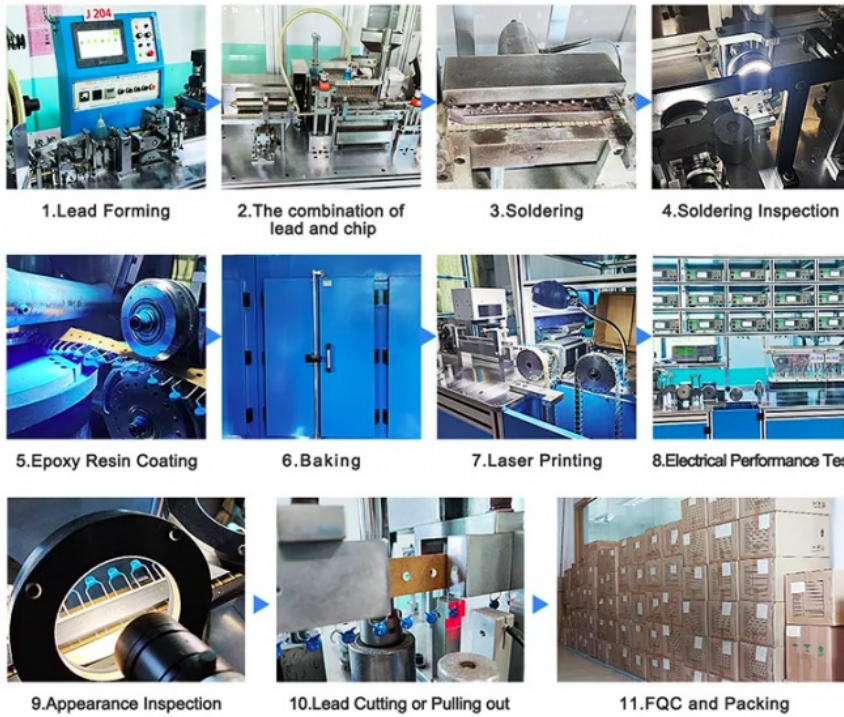 J 204
1.Lead Forming
2.The combination of
lead and chip
3.Soldering
4.Soldering Inspection
5.Epoxy Resin Coating
6.Baking
7.Laser Printing
8.Electrical Performance Tes
9.Appearance Inspection
10.Lead Cutting or Pulling out
11.FQC and Packing